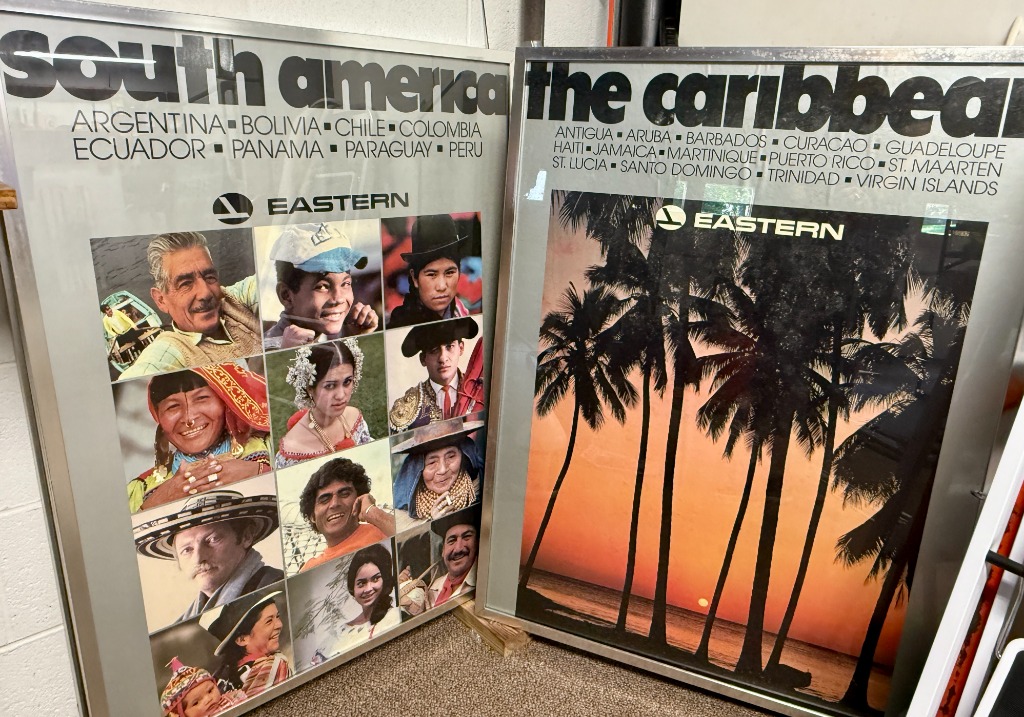 south america
ARGENTINA▪BOLIVIA▪CHILE▪COLOMBIA
ECUADOR▪PANAMA▪PARAGUAY▪PERU
EASTERN
the caribbea
ANTIGUA▪ARUBA▪BARBADOS▪CURACAO▪GUADELOUPE
HAITI▪JAMAICA▪MARTINIQUE▪PUERTO RICO▪ST. MAARTEN
ST. LUCIA▪SANTO DOMINGO▪TRINIDAD▪VIRGIN ISLANDS
EASTERN